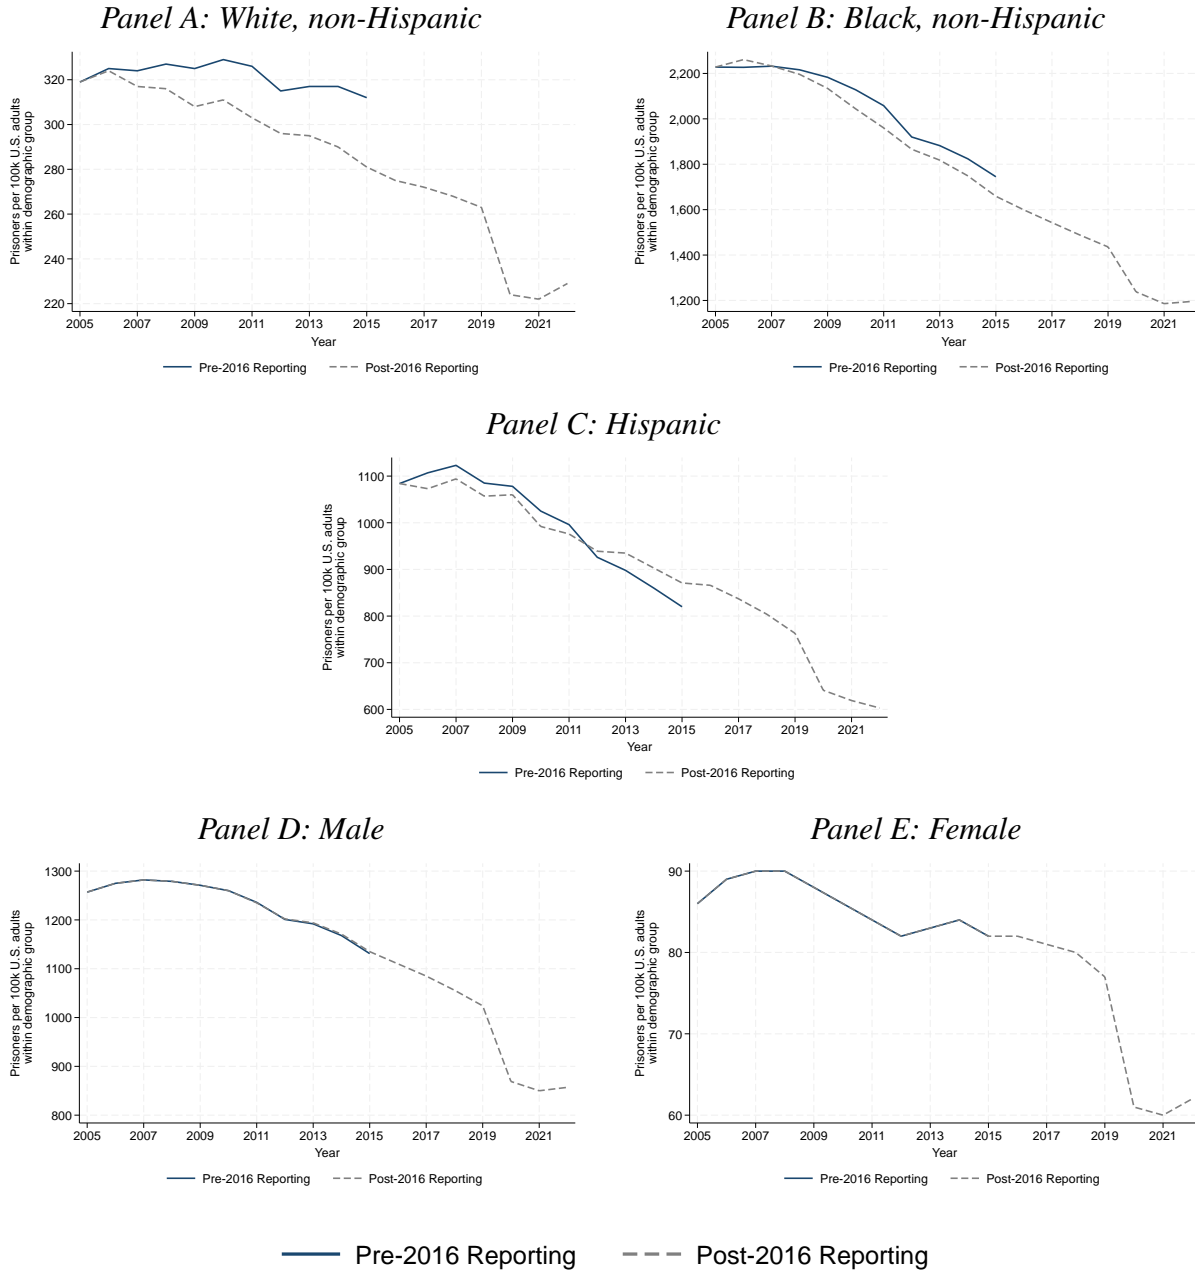 Panel A: White, non-Hispanic
Prisoners per 100k U.S. adults
within demographic group
320
300
280
260
240
220
2005 2007 2009 2011 2013 2015 2017 2019 2021
Year
Pre-2016 Reporting Post-2016 Reporting
Panel B: Black, non-Hispanic
Prisoners per 100k U.S. adults
within demographic group
2,200
2,000
1,800
1,600
1,400
1,200
2005 2007 2009 2011 2013 2015 2017 2019 2021
Year
Pre-2016 Reporting Post-2016 Reporting
Panel C: Hispanic
Prisoners per 100k U.S. adults
within demographic group
1100
1000
900
800
700
600
2005 2007 2009 2011 2013 2015 2017 2019 2021
Year
Pre-2016 Reporting Post-2016 Reporting
Panel D: Male
Prisoners per 100k U.S. adults
within demographic group
1300
1200
1100
1000
900
800
2005 2007 2009 2011 2013 2015 2017 2019 2021
Year
Pre-2016 Reporting Post-2016 Reporting
Panel E: Female
Prisoners per 100k U.S. adults
within demographic group
90
80
70
60
2005 2007 2009 2011 2013 2015 2017 2019 2021
Year
Pre-2016 Reporting Post-2016 Reporting
Pre-2016 Reporting Post-2016 Reporting